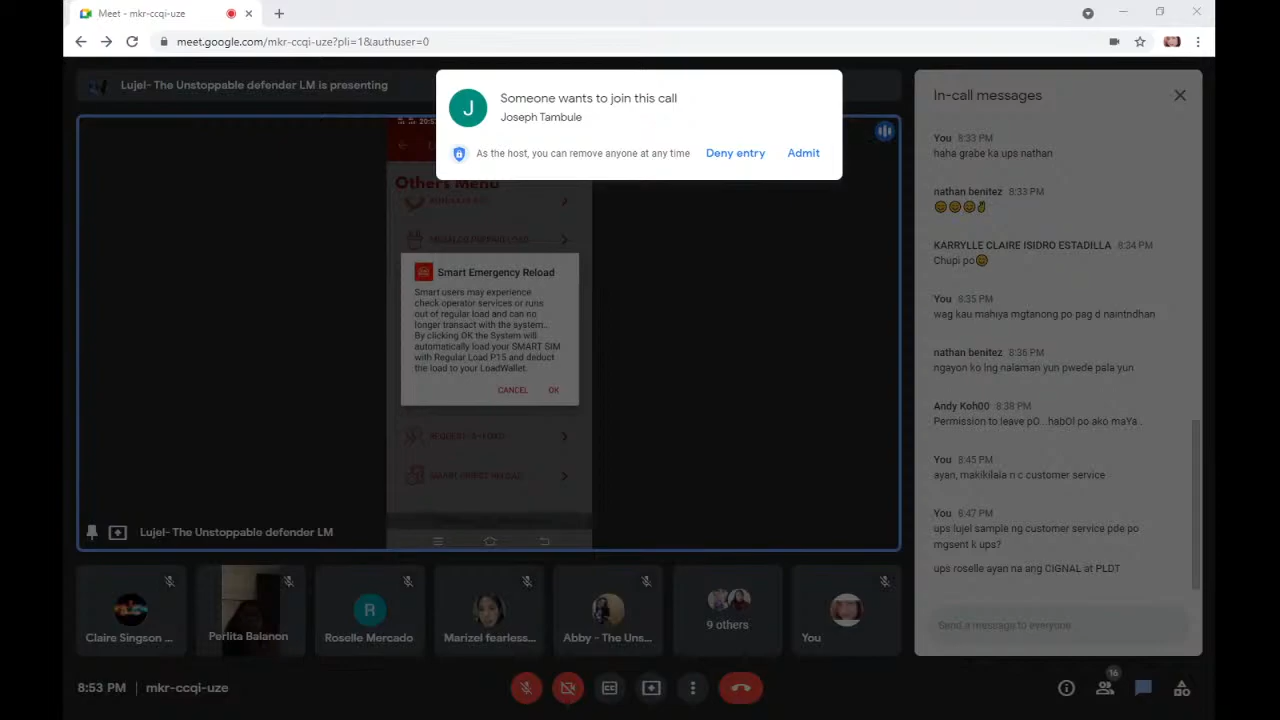 Meet - mkr-ccqi-uze
meet.google.com/mkr-ccqi-uze?pli=1&authuser=0
Lujel- The Unstoppable defender LM is presenting
J
Someone wants to join this call
Joseph Tambule
As the host, you can remove anyone at any time
Deny entry
Admit
Others Menu
Smart Emergency Reload
Smart users may experience
check operator services or runs
out of regular load and can no
longer transact with the system..
By clicking OK the System will
automatically load your SMART SIM
with Regular Load P15 and deduct
the load to your LoadWallet.
CANCEL OK
Lujel- The Unstoppable defender LM
In-call messages
You 8:33 PM
haha grabe ka ups nathan
nathan benitez 8:33 PM
😀😀😀✌
KARRYLLE CLAIRE ISIDRO ESTADILLA 8:34 PM
Chupi po😀
You 8:35 PM
wag kau mahiya mgtanong po pag d naintndhan
nathan benitez 8:36 PM
ngayon ko lng nalaman yun pwede pala yun
Andy Koh00 8:38 PM
Permission to leave pO...habOl po ako maYa .
You 8:45 PM
ayan, makikilala n c customer service
You 8:47 PM
ups lujel sample ng customer service pde po
mgsent k ups?
ups roselle ayan na ang CIGNAL at PLDT
Send a message to everyone
Claire Singson ...
Perlita Balanon
R
Roselle Mercado
Marizel fearless...
Abby - The Uns...
9 others
You
8:53 PM | mkr-ccqi-uze
16